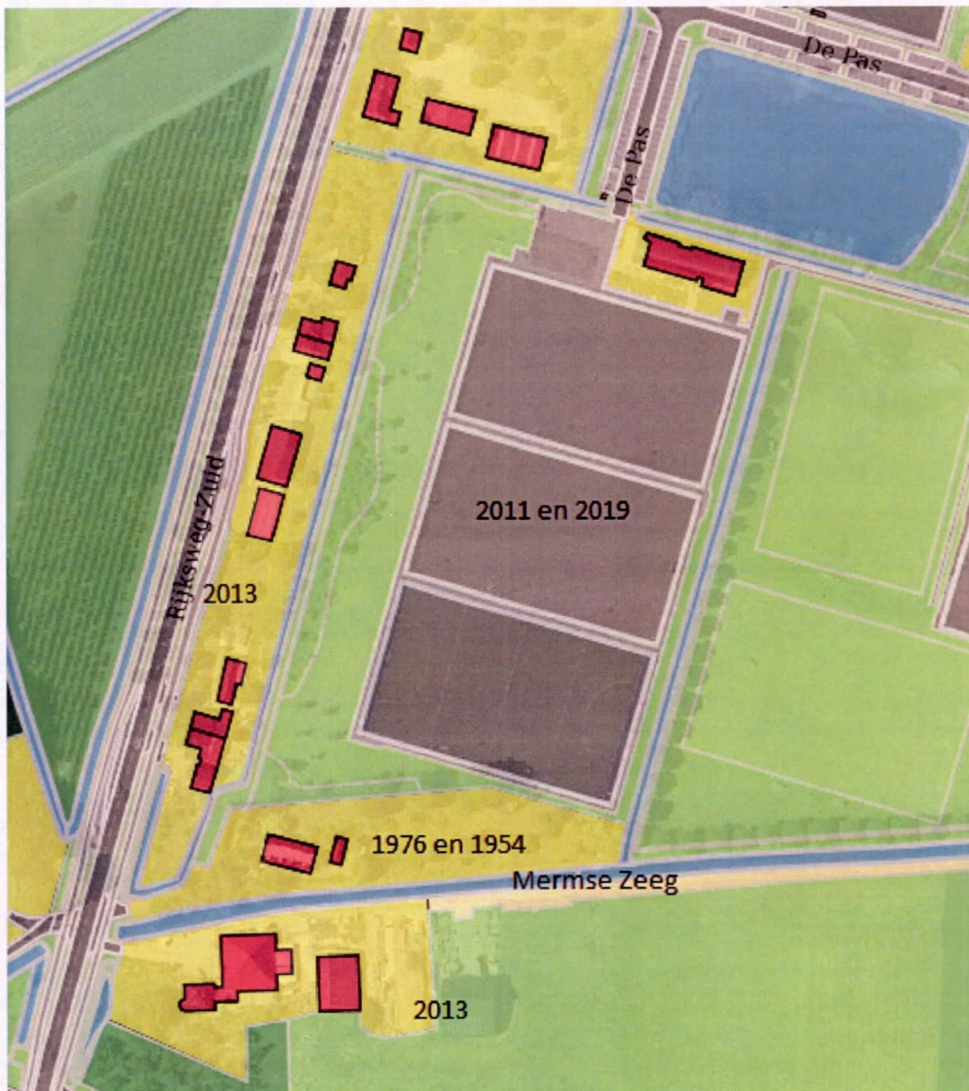 De Pas
De Pas
2011 en 2019
Rijksweg-Zuid
2013
1976 en 1954
Mermse Zeeg
2013